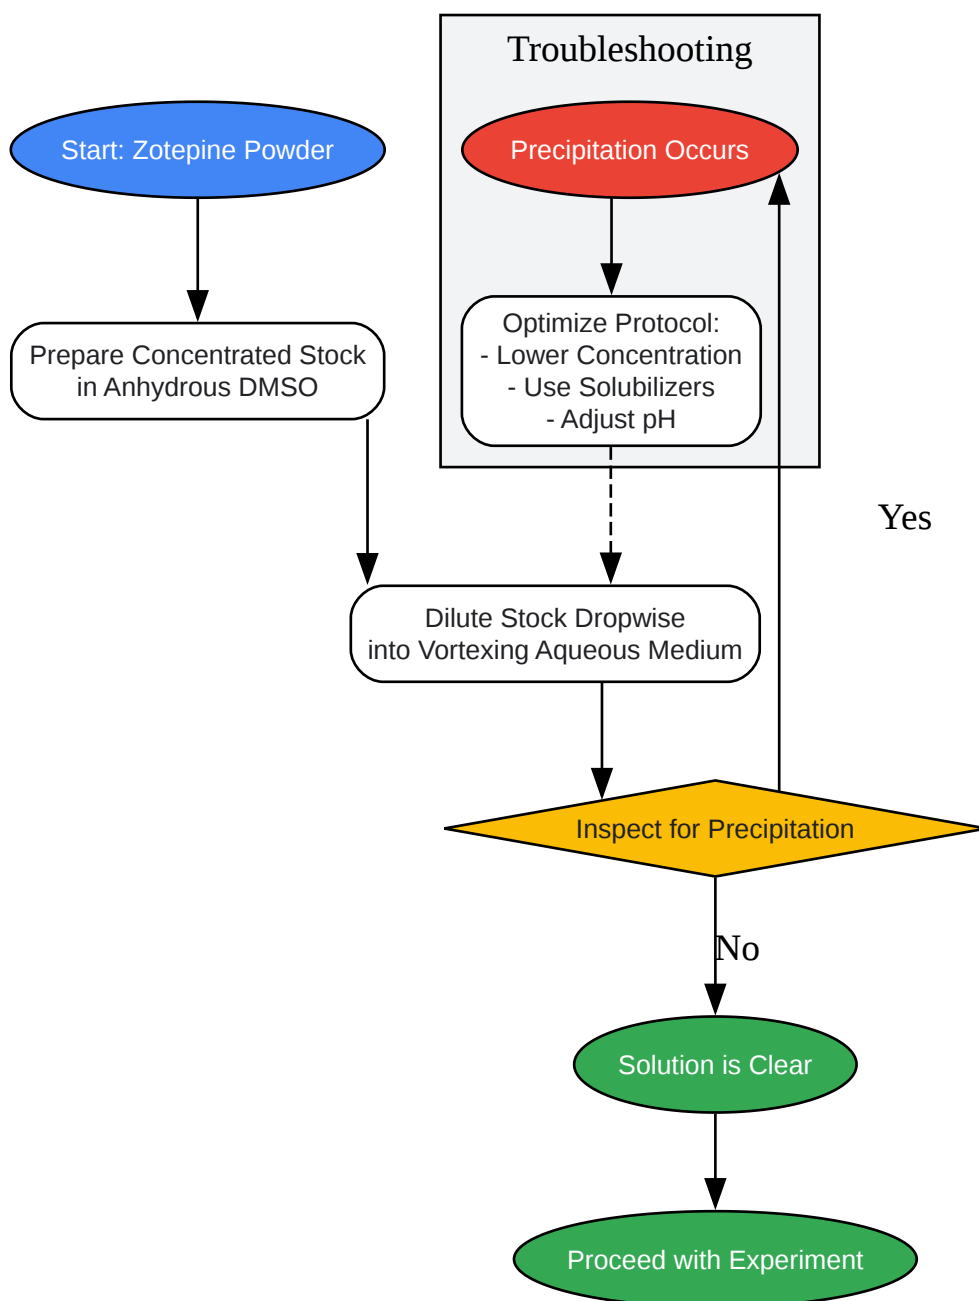 Troubleshooting
Start: Zotepine Powder
Precipitation Occurs
Prepare Concentrated Stock
in Anhydrous DMSO
Optimize Protocol:
- Lower Concentration
- Use Solubilizers
- Adjust pH
Yes
Dilute Stock Dropwise
into Vortexing Aqueous Medium
Inspect for Precipitation
No
Solution is Clear
Proceed with Experiment